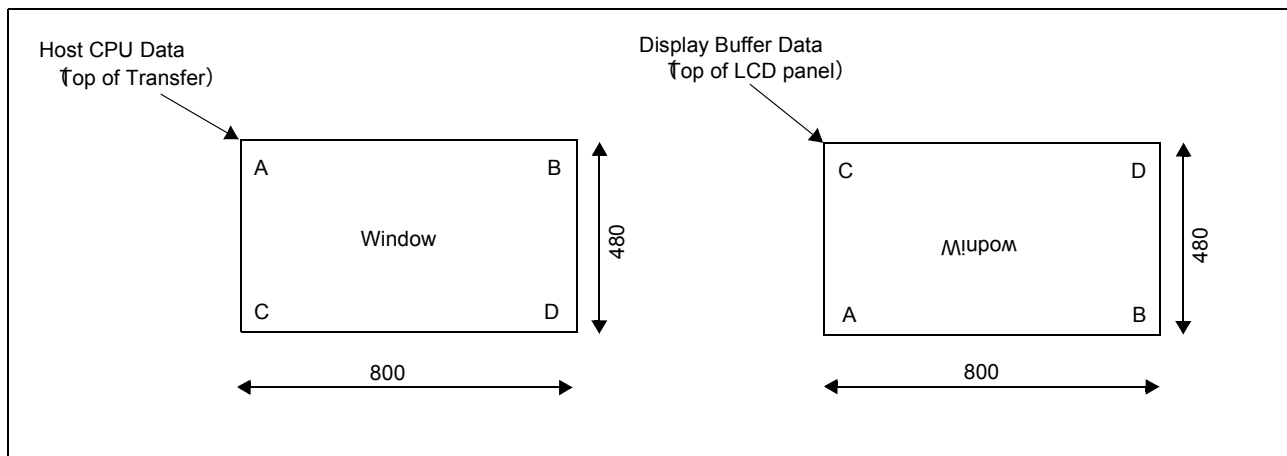 Host CPU Data
(Top of Transfer)
Display Buffer Data
(Top of LCD panel)
A B
Window
C D
480
800
C D
Window
A B
480
800